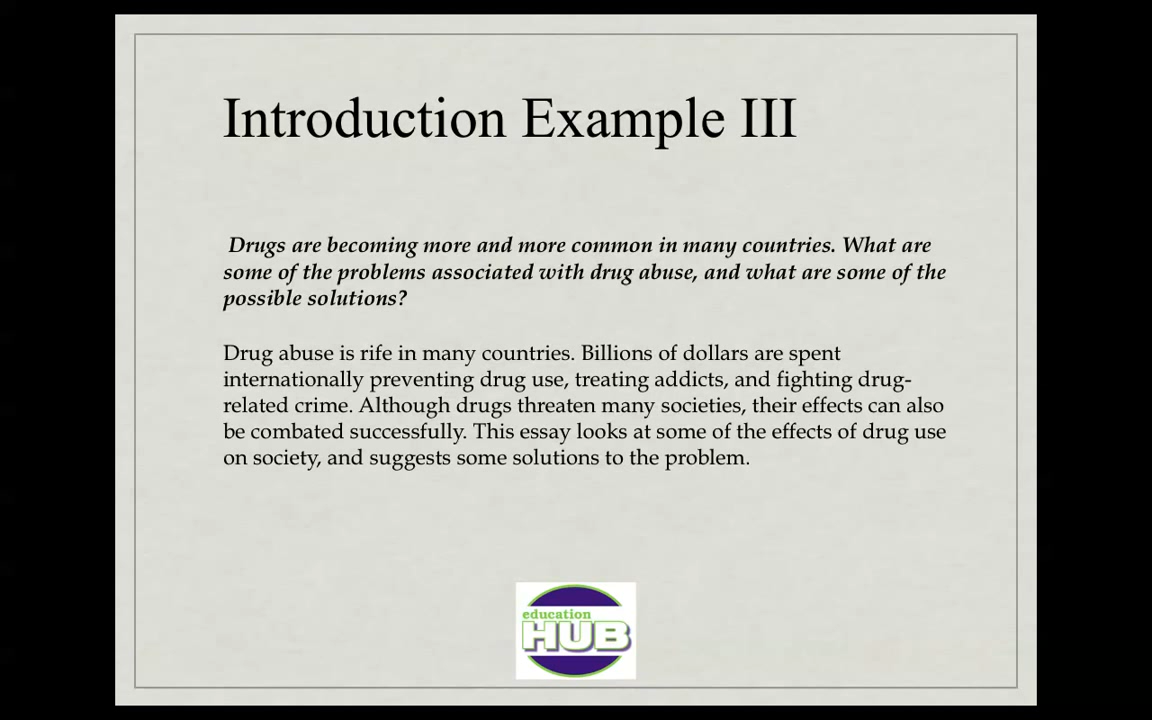 Introduction Example III
Drugs are becoming more and more common in many countries. What are
some of the problems associated with drug abuse, and what are some of the
possible solutions?
Drug abuse is rife in many countries. Billions of dollars are spent
internationally preventing drug use, treating addicts, and fighting drug-
related crime. Although drugs threaten many societies, their effects can also
be combated successfully. This essay looks at some of the effects of drug use
on society, and suggests some solutions to the problem.
education
HUB